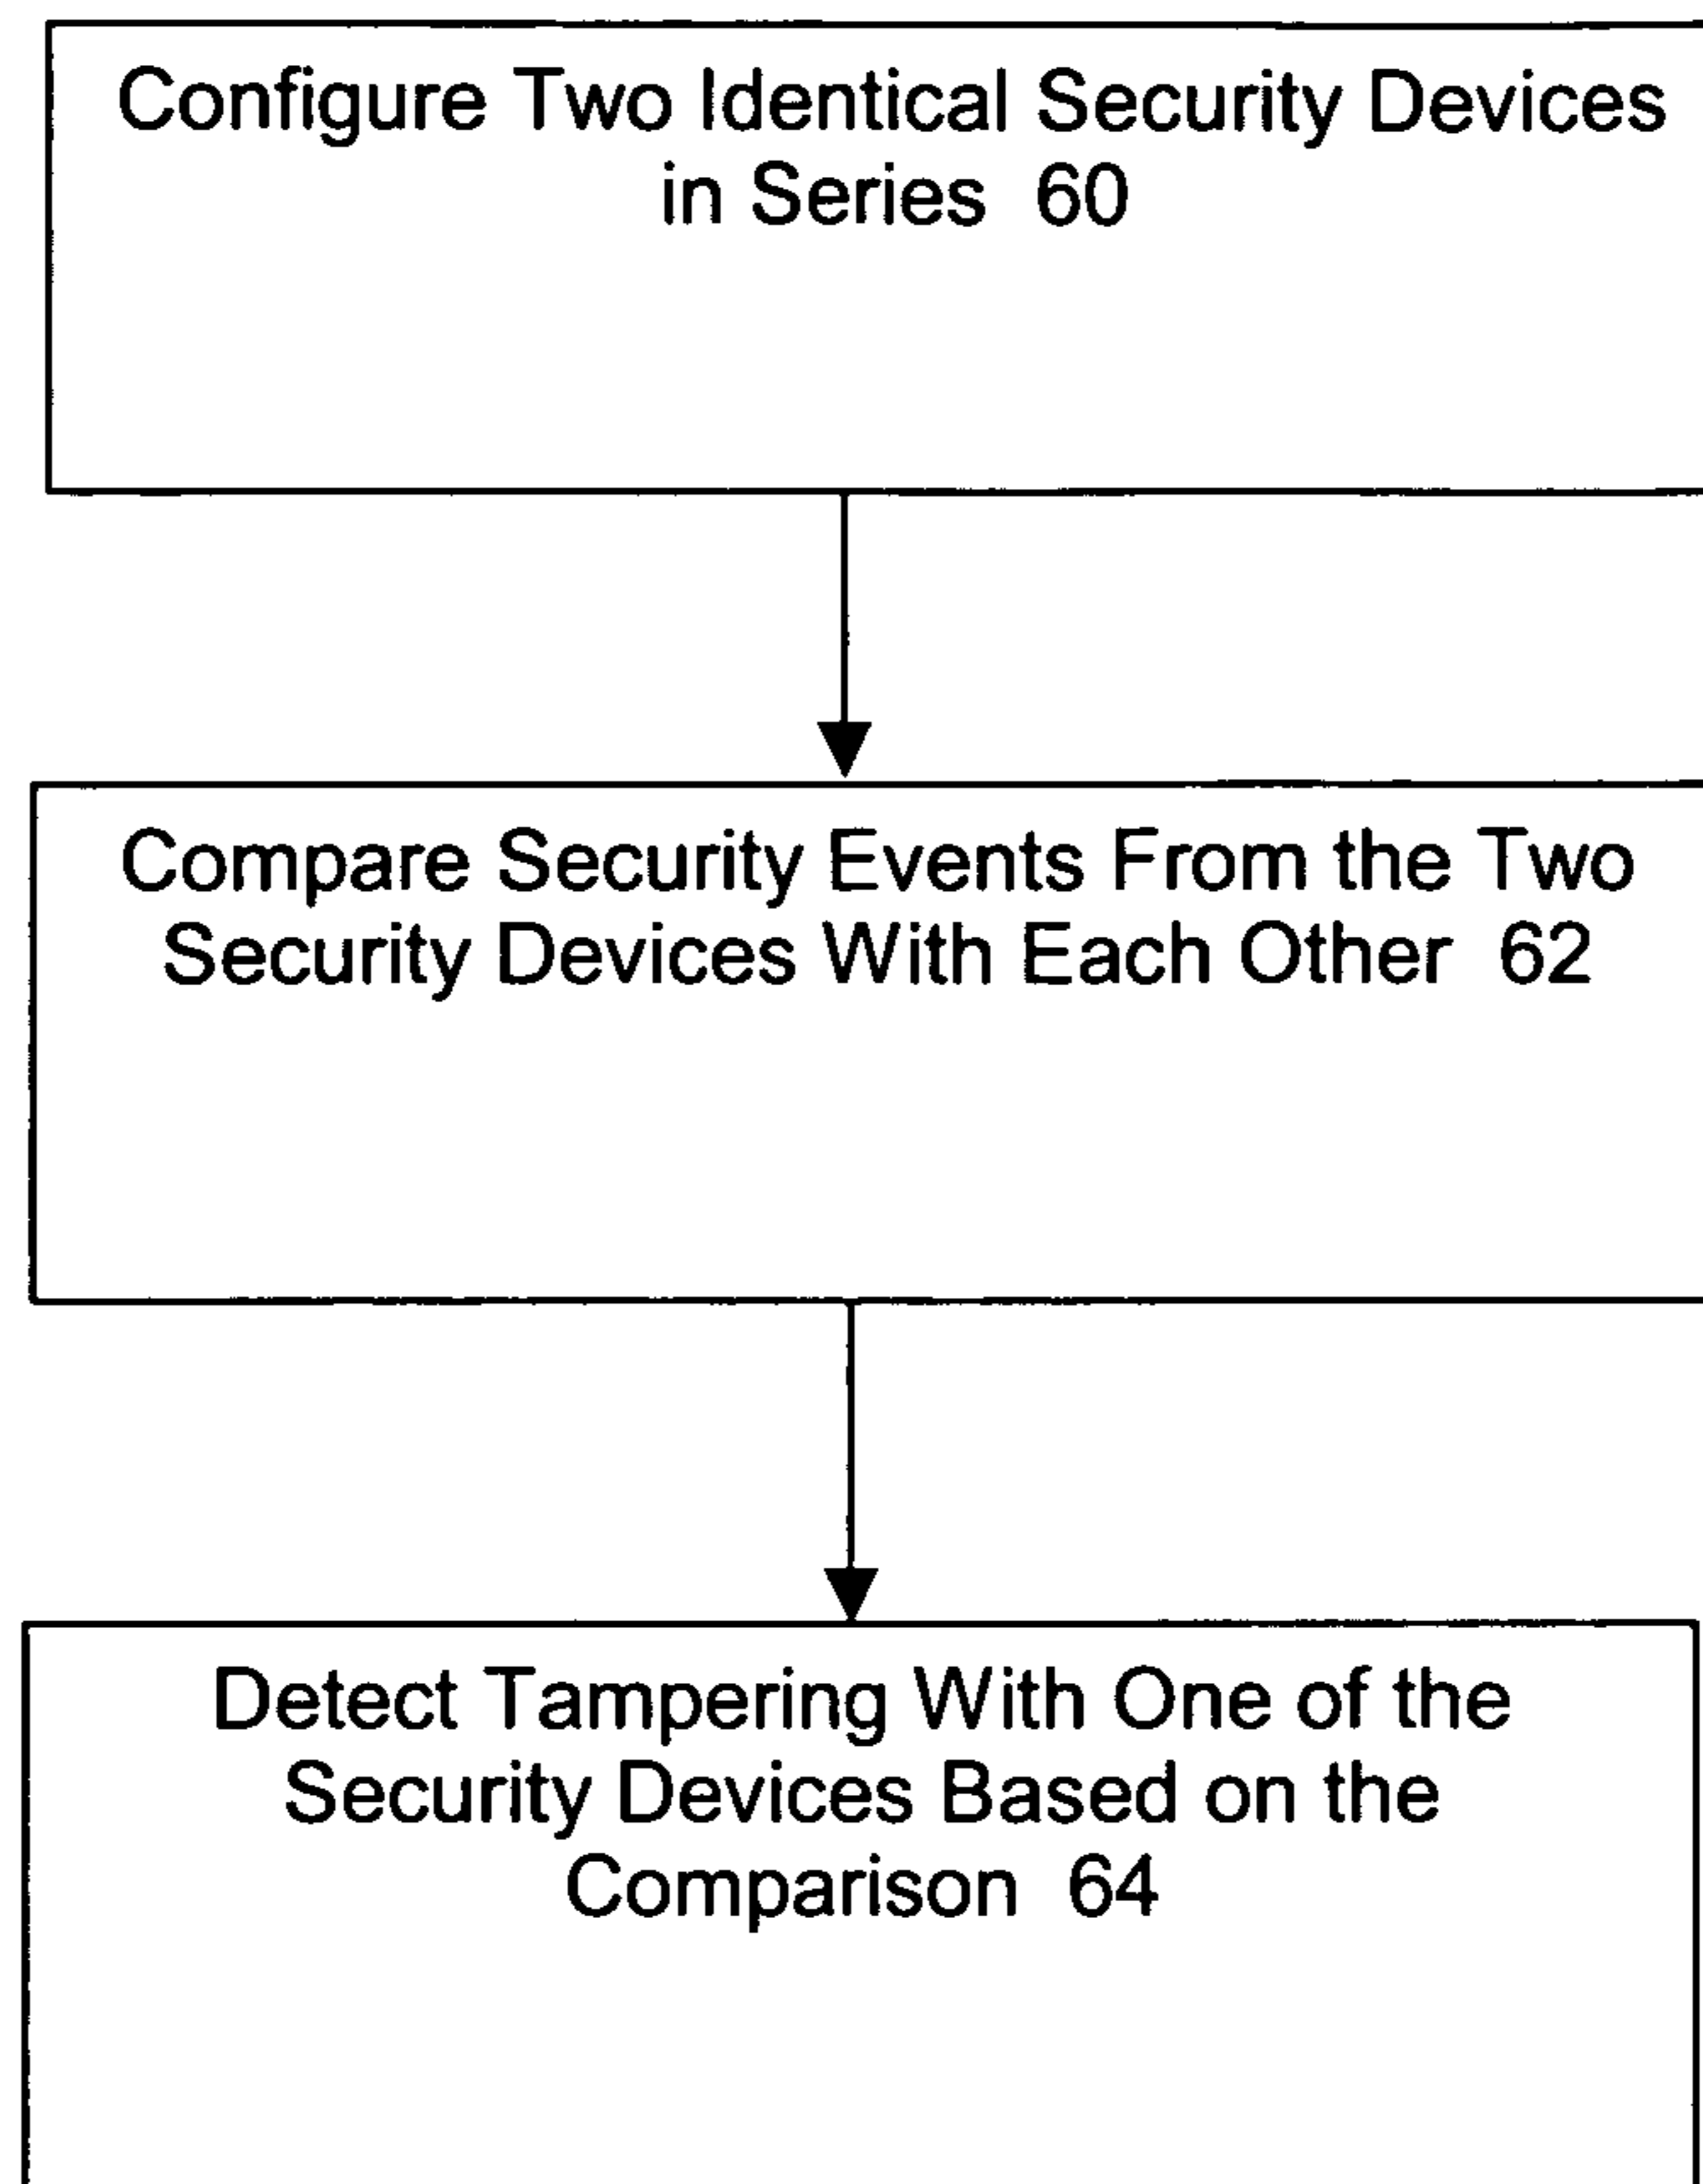 Configure Two Identical Security Devices
in Series 60
Compare Security Events From the Two
Security Devices With Each Other 62
Detect Tampering With One of the
Security Devices Based on the
Comparison 64